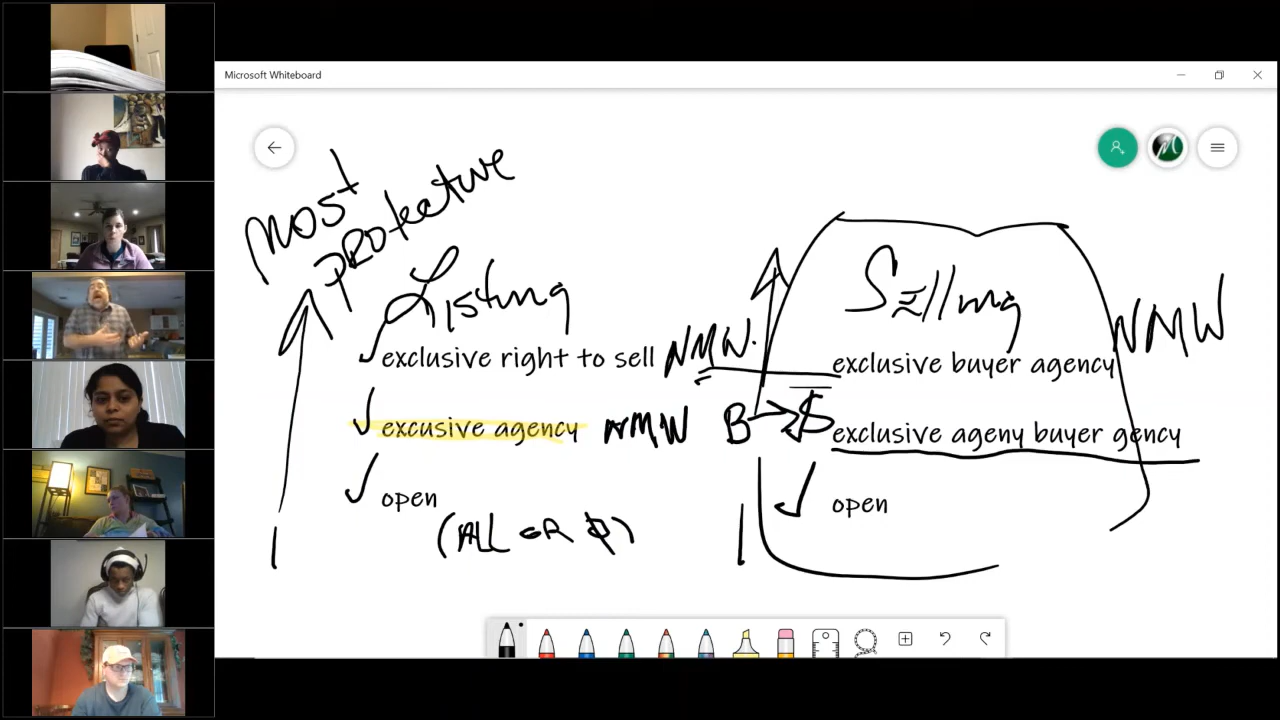 Microsoft Whiteboard
most
protective
Listing
exclusive right to sell NMW.
excusive agency NMW
open
(ALL OR ϕ)
Selling
exclusive buyer agency NMW
B → $ exclusive ageny buyer gency
open